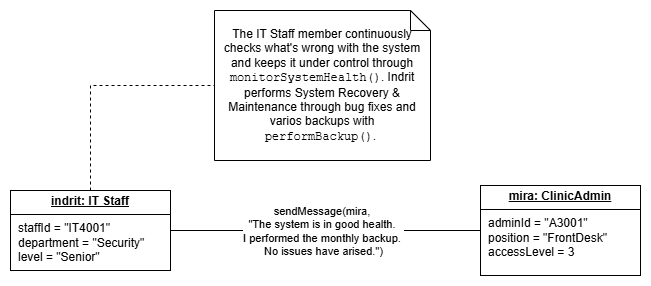 The IT Staff member continuously
checks what's wrong with the system
and keeps it under control through
monitorSystemHealth(). Indrit
performs System Recovery &
Maintenance through bug fixes and
varios backups with
performBackup().
indrit: IT Staff
staffId = "IT4001"
department = "Security"
level = "Senior"
sendMessage(mira,
"The system is in good health.
I performed the monthly backup.
No issues have arised.")
mira: ClinicAdmin
adminId = "A3001"
position = "FrontDesk"
accessLevel = 3